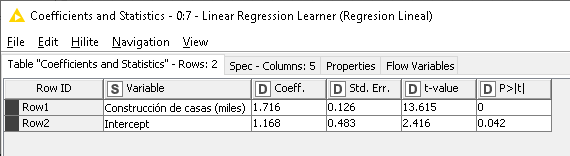 Coefficients and Statistics - 0:7 - Linear Regression Learner (Regresion Lineal)
File Edit Hilite Navigation View
Table "Coefficients and Statistics" - Rows: 2 Spec - Columns: 5 Properties Flow Variables
Row ID S Variable D Coeff. D Std. Err. D t-value D P>|t|
Row1 Construcción de casas (miles) 1.716 0.126 13.615 0
Row2 Intercept 1.168 0.483 2.416 0.042